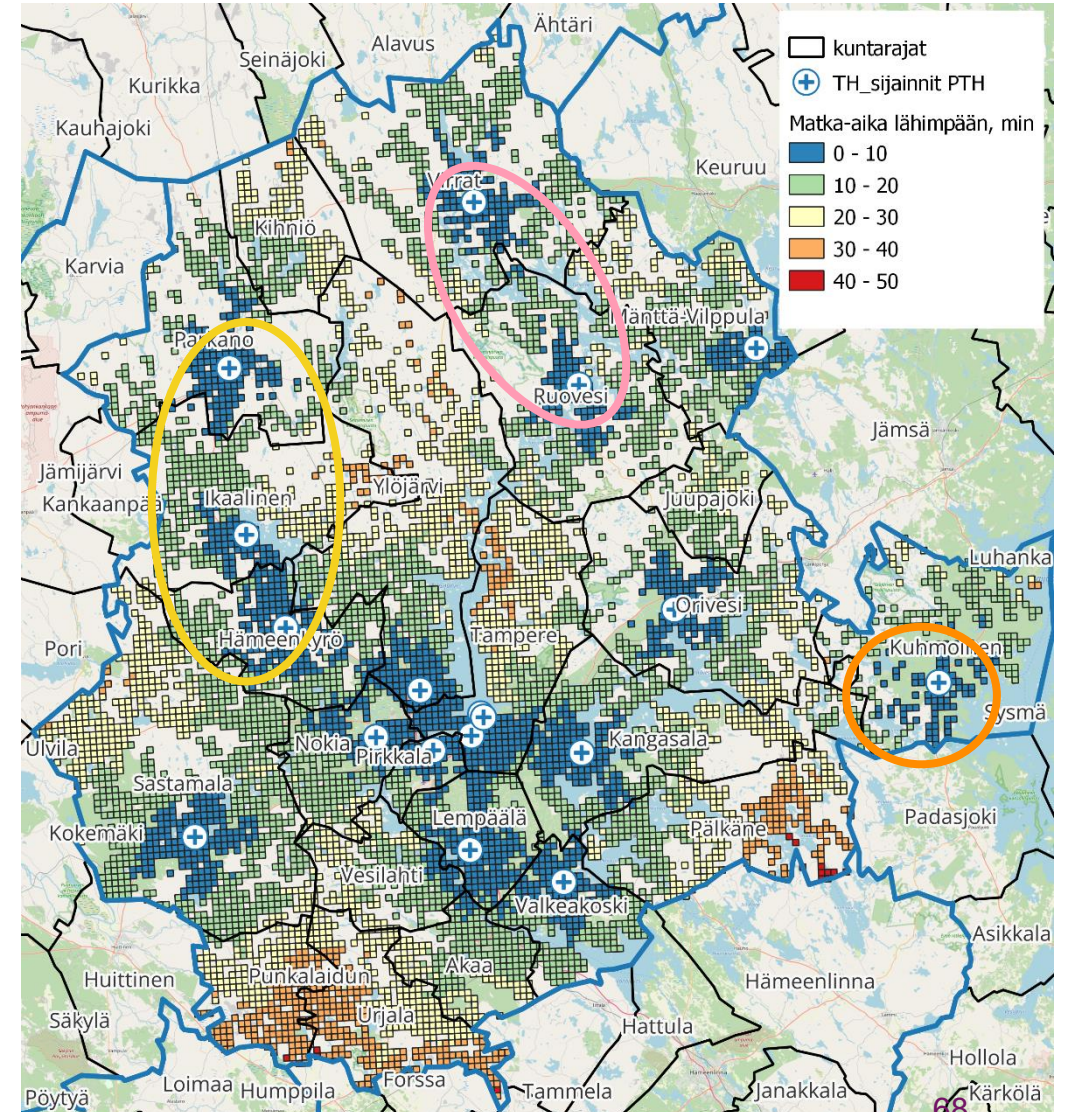 Ähtäri
Alavus
Seinäjoki
Kurikka
Kauhajoki
Keuruu
Virrat
Kihniö
Karvia
Parkano
Mänttä-Vilppula
Ruovesi
Jämsä
Jämijärvi
Kankaanpää
Ikaalinen
Ylöjärvi
Juupajoki
Luhanka
Orivesi
Hämeenkyrö
Tampere
Kuhmoinen
Pori
Sysmä
Ulvila
Nokia
Pirkkala
Kangasala
Sastamala
Lempäälä
Kokemäki
Pälkäne
Padasjoki
Vesilahti
Valkeakoski
Asikkala
Akaa
Huittinen
Punkalaidun
Hämeenlinna
Säkylä
Urjala
Hattula
Hollola
Loimaa
Humppila
Forssa
Tammela
Janakkala
Pöytyä
68
Kärkölä
kuntarajat
TH_sijainnit PTH
Matka-aika lähimpään, min
0 - 10
10 - 20
20 - 30
30 - 40
40 - 50